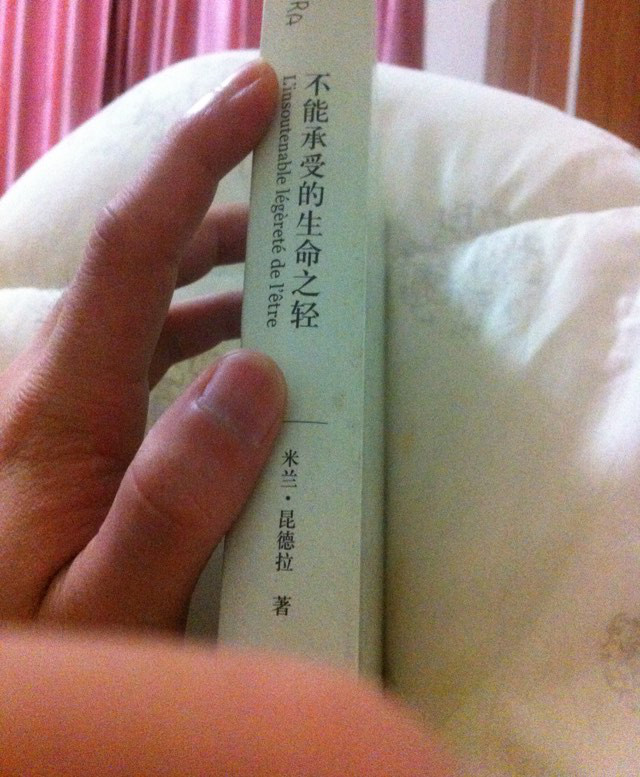 RA
不能承受的生命之轻
L'insoutenable légèreté de l'être
米兰·昆德拉 著